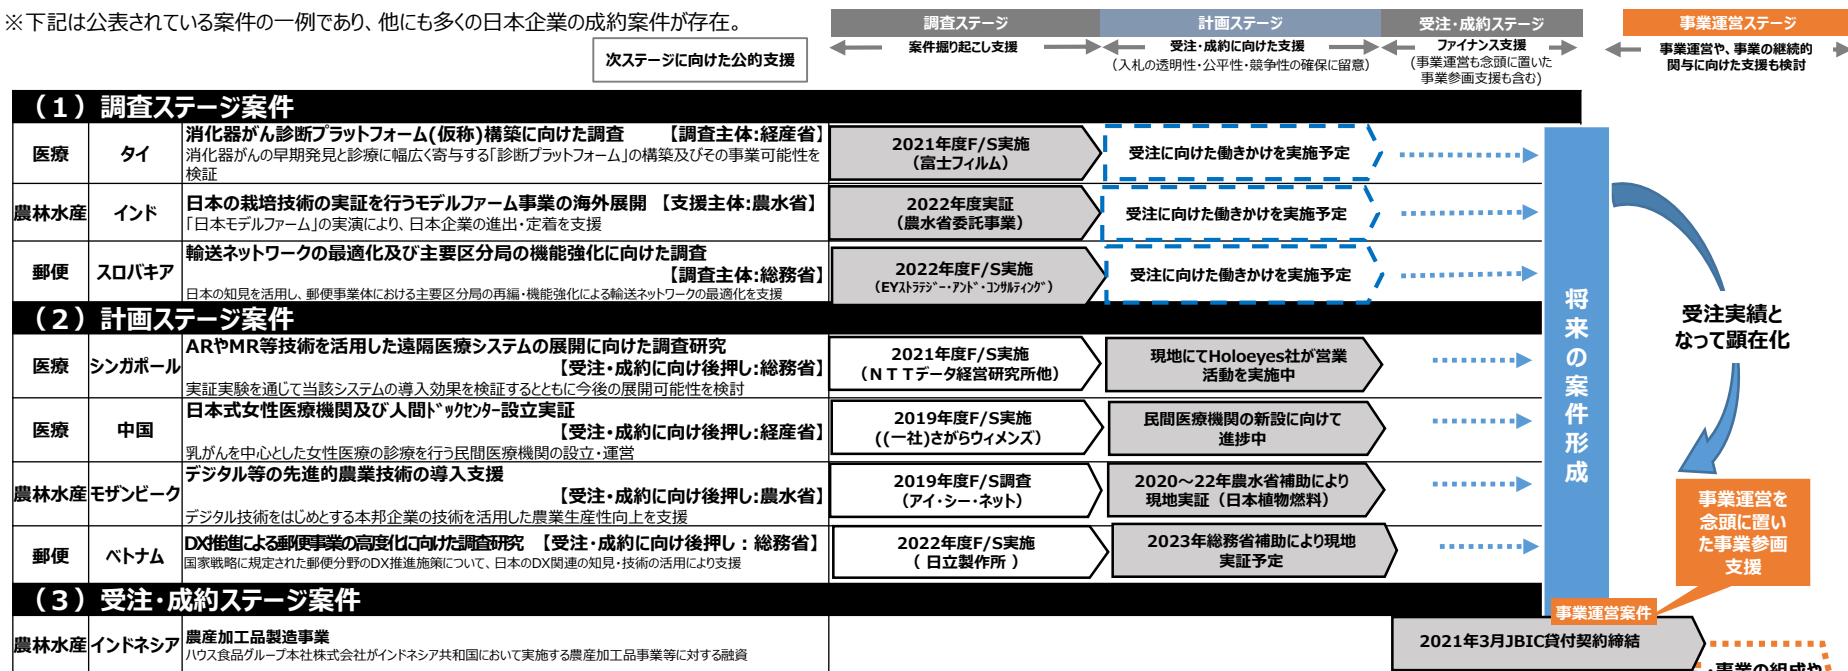 ※下記は公表されている案件の一例であり、他にも多くの日本企業の成約案件が存在。
次ステージに向けた公的支援
調査ステージ
案件掘り起こし支援
計画ステージ
受注・成約に向けた支援
(入札の透明性・公平性・競争性の確保に留意)
受注・成約ステージ
ファイナンス支援
(事業運営も念頭に置いた
事業参画支援も含む)
事業運営ステージ
事業運営や、事業の継続的
関与に向けた支援も検討
（１）調査ステージ案件
医療
タイ
消化器がん診断プラットフォーム(仮称)構築に向けた調査 【調査主体:経産省】
消化器がんの早期発見と診療に幅広く寄与する「診断プラットフォーム」の構築及びその事業可能性を
検証
2021年度F/S実施
(富士フィルム)
受注に向けた働きかけを実施予定
農林水産
インド
日本の栽培技術の実証を行うモデルファーム事業の海外展開 【支援主体:農水省】
「日本モデルファーム」の実演により、日本企業の進出・定着を支援
2022年度実証
(農水省委託事業)
受注に向けた働きかけを実施予定
郵便
スロバキア
輸送ネットワークの最適化及び主要区分局の機能強化に向けた調査
【調査主体:総務省】
日本の知見を活用し、郵便事業体における主要区分局の再編・機能強化による輸送ネットワークの最適化を支援
2022年度F/S実施
(EYｽﾄﾗﾃｼﾞｰ・ｱﾝﾄﾞ・ｺﾝｻﾙﾃｨﾝｸﾞ)
受注に向けた働きかけを実施予定
（２）計画ステージ案件
医療
シンガポール
ARやMR等技術を活用した遠隔医療システムの展開に向けた調査研究
【受注・成約に向け後押し:総務省】
実証実験を通じて当該システムの導入効果を検証するとともに今後の展開可能性を検討
2021年度F/S実施
(ＮＴＴデータ経営研究所他)
現地にてHoloeyes社が営業
活動を実施中
医療
中国
日本式女性医療機関及び人間ﾄﾞｯｸｾﾝﾀｰ設立実証
【受注・成約に向け後押し:経産省】
乳がんを中心とした女性医療の診療を行う民間医療機関の設立・運営
2019年度F/S実施
((一社)さがらウィメンズ)
民間医療機関の新設に向けて
進捗中
農林水産
モザンビーク
デジタル等の先進的農業技術の導入支援
【受注・成約に向け後押し:農水省】
デジタル技術をはじめとする本邦企業の技術を活用した農業生産性向上を支援
2019年度F/S調査
(アイ・シー・ネット)
2020～22年農水省補助により
現地実証（日本植物燃料）
郵便
ベトナム
DX推進による郵便事業の高度化に向けた調査研究 【受注・成約に向け後押し：総務省】
国家戦略に規定された郵便分野のDX推進施策について、日本のDX関連の知見・技術の活用により支援
2022年度F/S実施
( 日立製作所 )
2023年総務省補助により現地
実証予定
（３）受注・成約ステージ案件
農林水産
インドネシア
農産加工品製造事業
ハウス食品グループ本社株式会社がインドネシア共和国において実施する農産加工品事業等に対する融資
2021年3月JBIC貸付契約締結
将来の案件形成
受注実績と
なって顕在化
事業運営を
念頭に置い
た事業参画
支援
事業運営案件
・事業の組成や